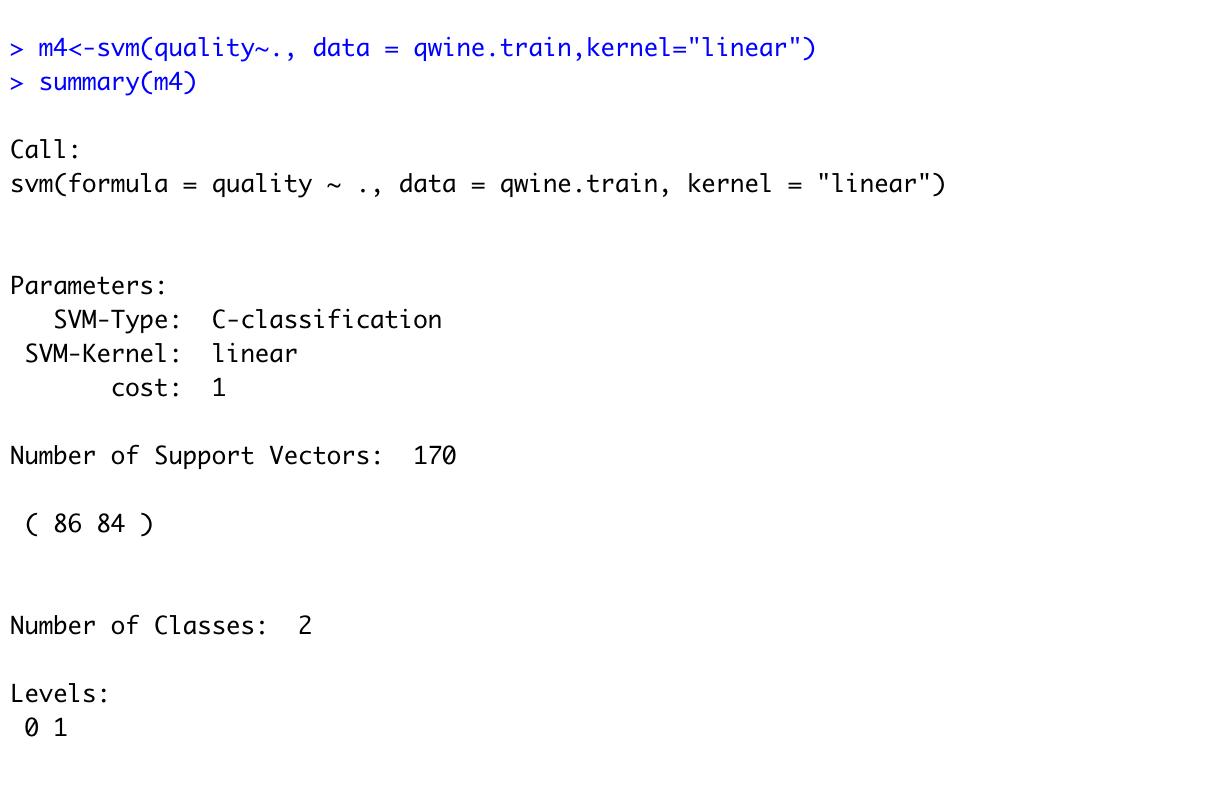 > m4<-svm(quality~., data = qwine.train,kernel="linear")
> summary(m4)
Call:
svm(formula = quality ~ ., data = qwine.train, kernel = "linear")
Parameters:
   SVM-Type:  C-classification
 SVM-Kernel:  linear
       cost:  1
Number of Support Vectors:  170
 ( 86 84 )
Number of Classes:  2
Levels:
 0 1